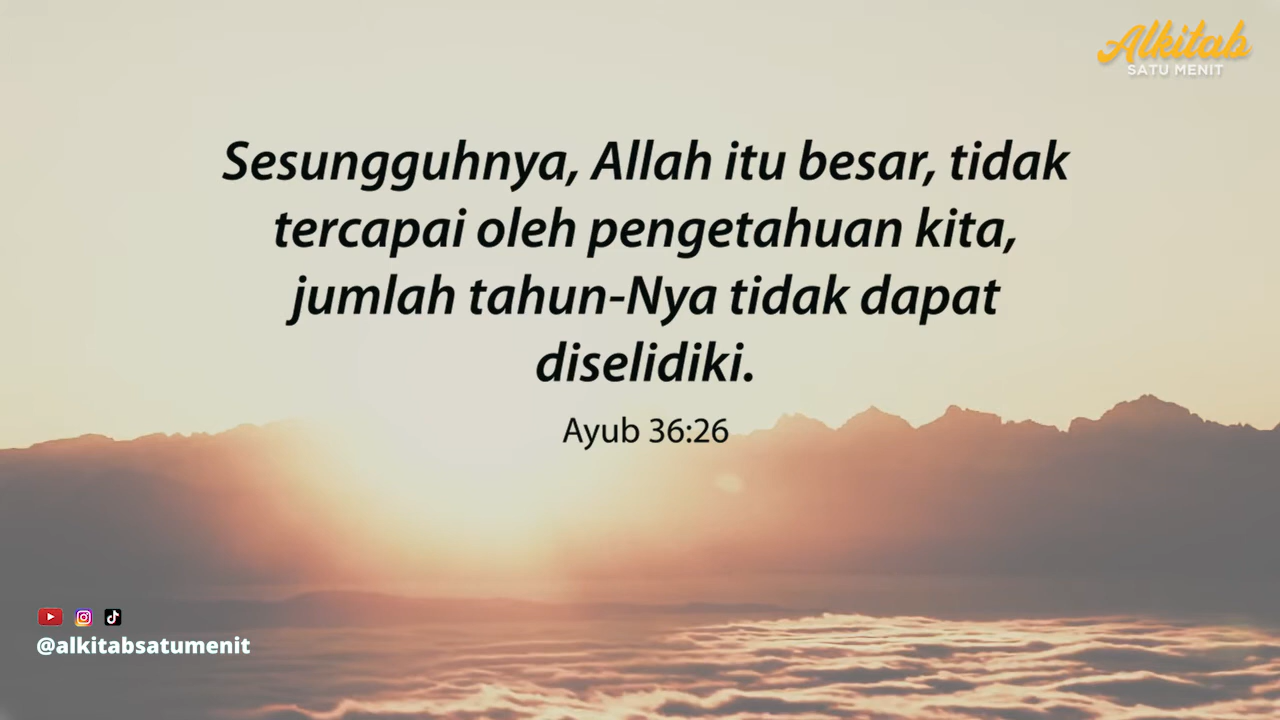 Alkitab
SATU MENIT
Sesungguhnya, Allah itu besar, tidak
tercapai oleh pengetahuan kita,
jumlah tahun-Nya tidak dapat
diselidiki.
Ayub 36:26
@alkitabsatumenit